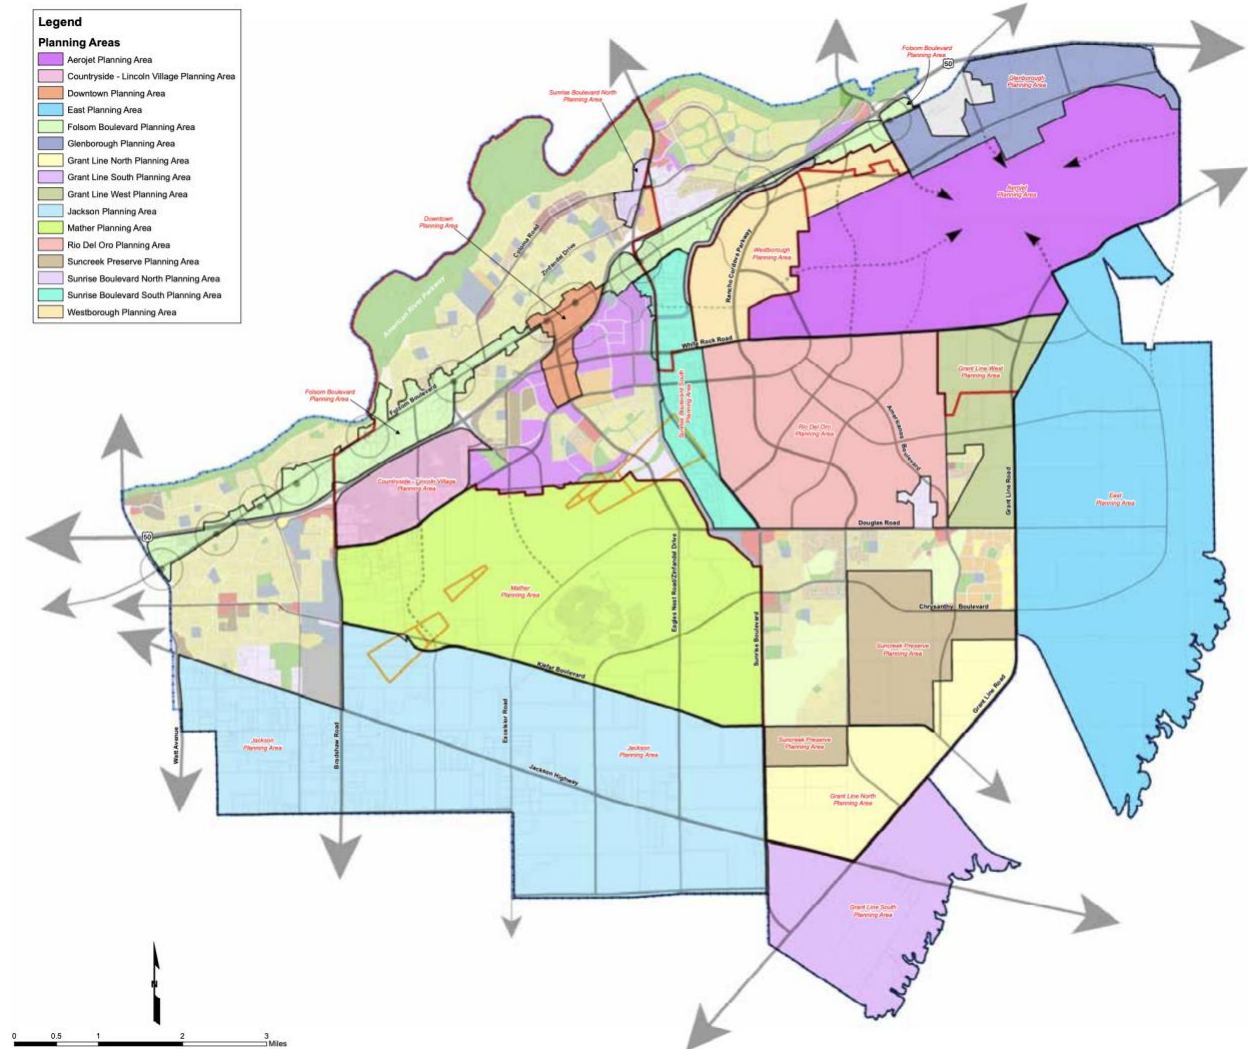 Legend
Planning Areas
Aerojet Planning Area
Countryside - Lincoln Village Planning Area
Downtown Planning Area
East Planning Area
Folsom Boulevard Planning Area
Glenborough Planning Area
Grant Line North Planning Area
Grant Line South Planning Area
Grant Line West Planning Area
Jackson Planning Area
Mather Planning Area
Rio Del Oro Planning Area
Suncreek Preserve Planning Area
Sunrise Boulevard North Planning Area
Sunrise Boulevard South Planning Area
Westborough Planning Area
Folsom Boulevard
Planning Area
50
Glenborough
Planning Area
Sunrise Boulevard North
Planning Area
Aerojet
Planning Area
Downtown
Planning Area
Coloma Road
Zinfandel Drive
Westborough
Planning Area
Rancho Cordova Parkway
American River Parkway
White Rock Road
Grant Line West
Planning Area
Folsom Boulevard
Planning Area
Folsom Boulevard
Sunrise Boulevard South
Planning Area
Rio Del Oro
Planning Area
Americanos Boulevard
Countryside - Lincoln Village
Planning Area
Grant Line Road
East
Planning Area
50
Douglas Road
Eagles Nest Road/Zinfandel Drive
Mather
Planning Area
Chrysanthy Boulevard
Sunrise Boulevard
Suncreek Preserve
Planning Area
Kiefer Boulevard
Grant Line Road
Excelsior Road
Watt Avenue
Bradshaw Road
Jackson
Planning Area
Jackson
Planning Area
Suncreek Preserve
Planning Area
Jackson Highway
Grant Line North
Planning Area
Grant Line South
Planning Area
N
0 0.5 1 2 3
Miles